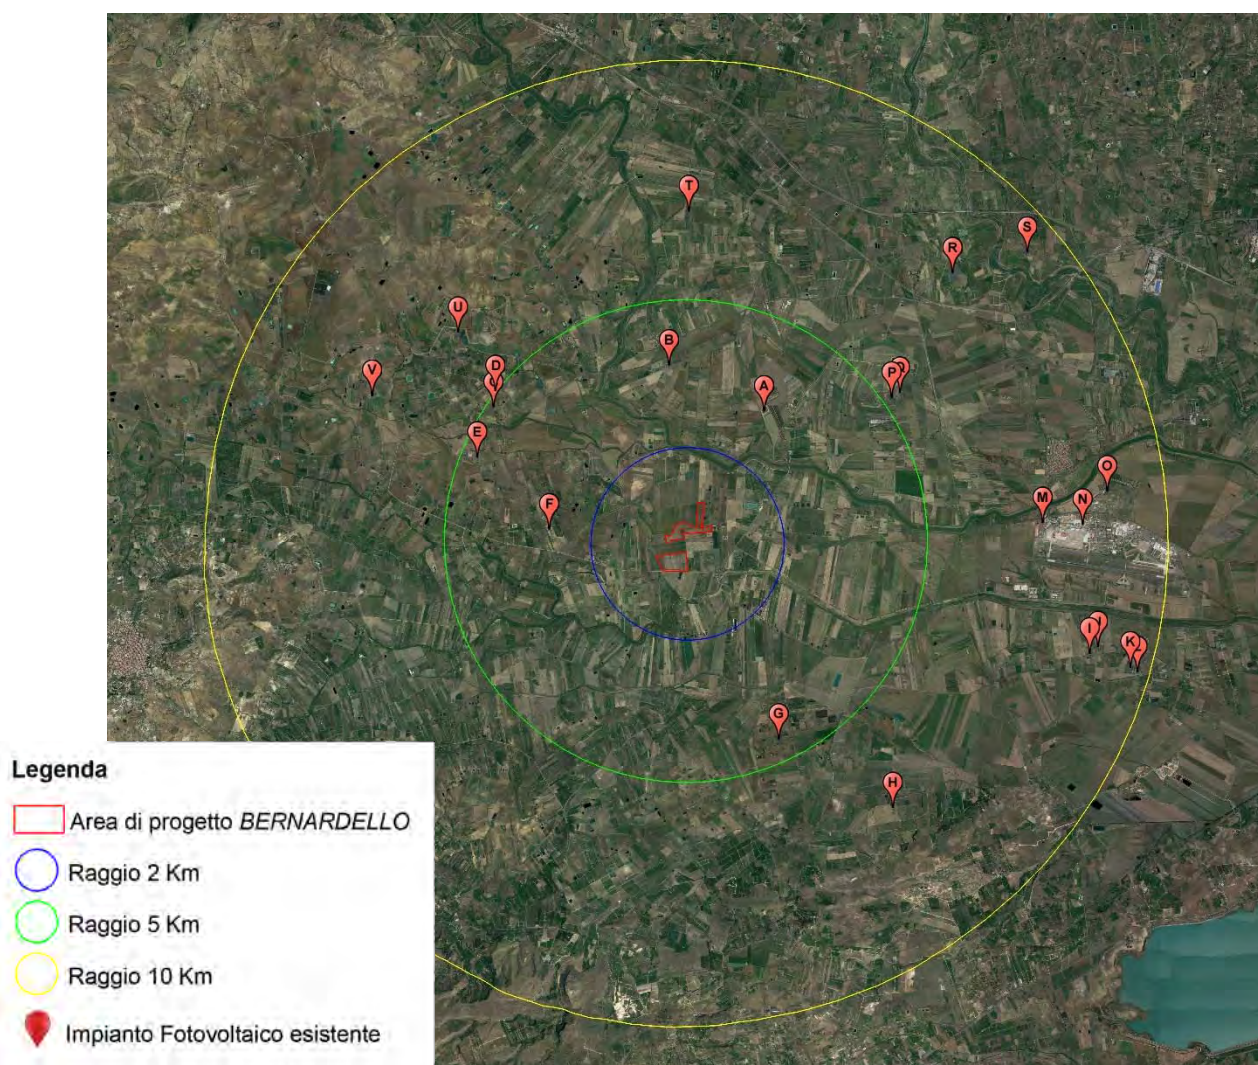 T
S
R
U
B
D
P
Q
V
A
E
O
F
M
N
I
J
K
G
H
Legenda
Area di progetto BERNARDELLO
Raggio 2 Km
Raggio 5 Km
Raggio 10 Km
Impianto Fotovoltaico esistente